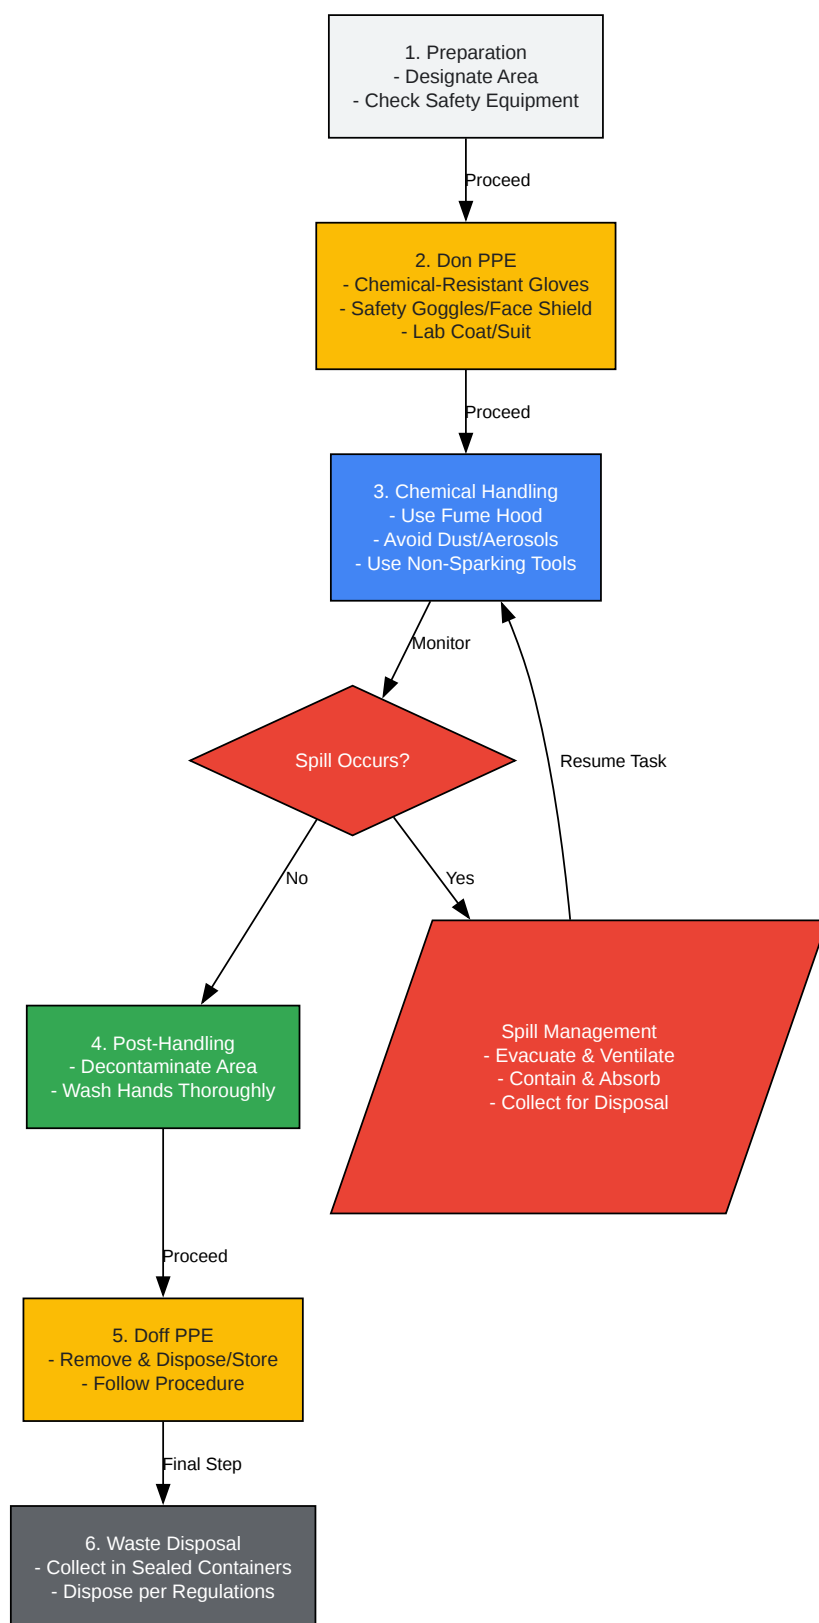 1. Preparation
- Designate Area
- Check Safety Equipment
Proceed
2. Don PPE
- Chemical-Resistant Gloves
- Safety Goggles/Face Shield
- Lab Coat/Suit
Proceed
3. Chemical Handling
- Use Fume Hood
- Avoid Dust/Aerosols
- Use Non-Sparking Tools
Monitor
Spill Occurs?
Resume Task
No
Yes
Spill Management
- Evacuate & Ventilate
- Contain & Absorb
- Collect for Disposal
4. Post-Handling
- Decontaminate Area
- Wash Hands Thoroughly
Proceed
5. Doff PPE
- Remove & Dispose/Store
- Follow Procedure
Final Step
6. Waste Disposal
- Collect in Sealed Containers
- Dispose per Regulations